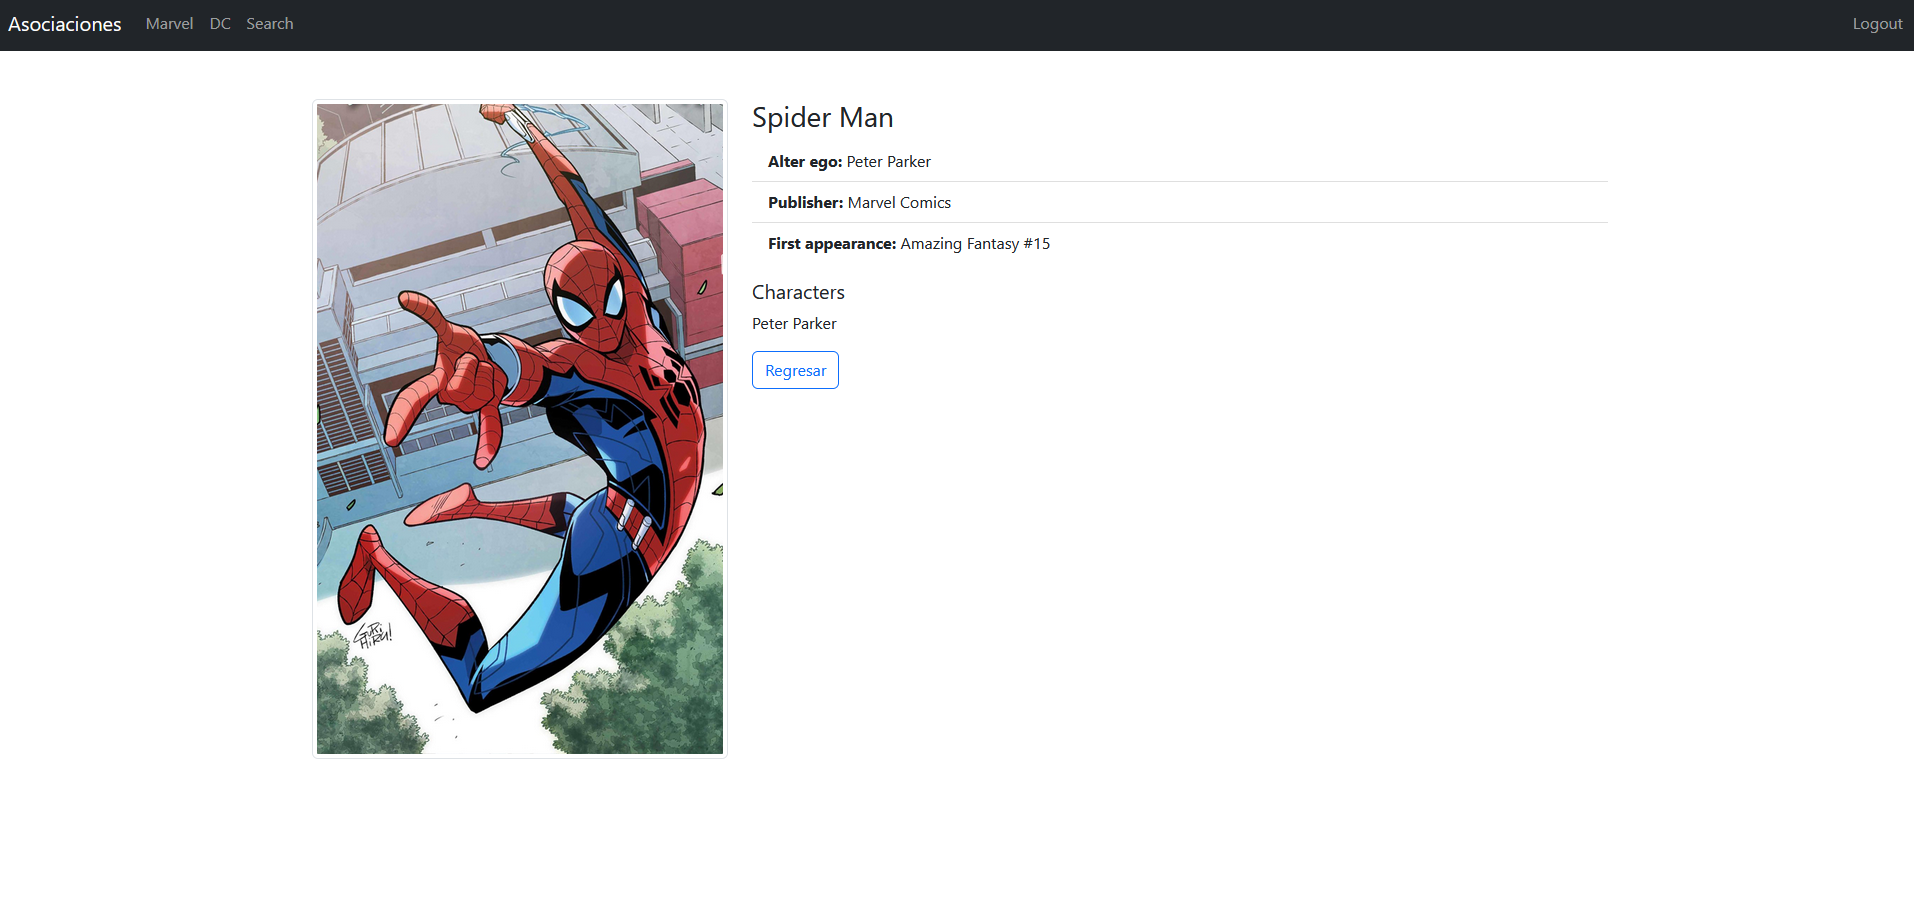 Asociaciones Marvel DC Search Logout
Spider Man
Alter ego: Peter Parker
Publisher: Marvel Comics
First appearance: Amazing Fantasy #15
Characters
Peter Parker
Regresar
GURi
HiRU!